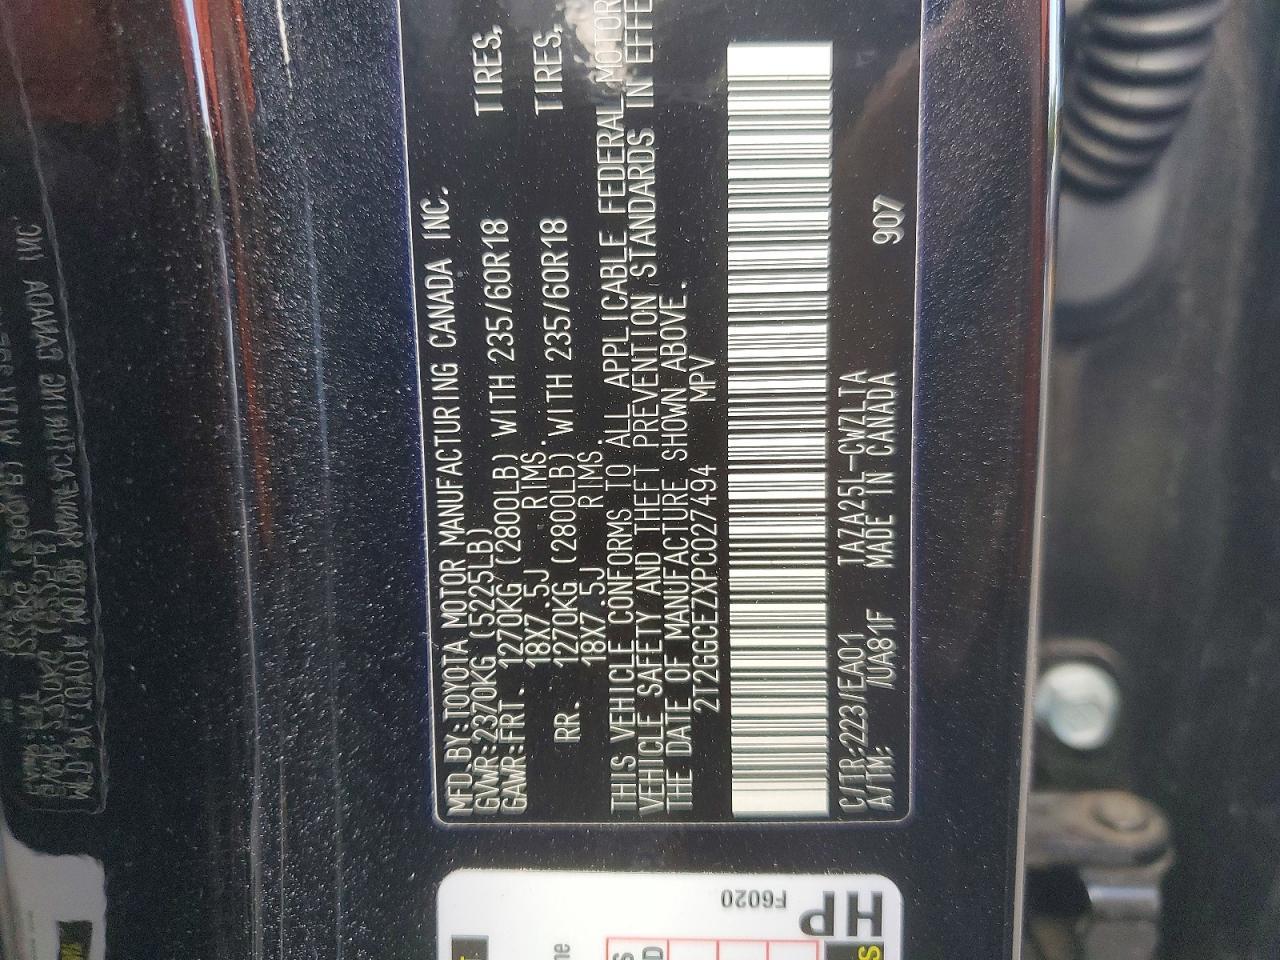 MFD.BY:TOYOTA MOTOR MANUFACTURING CANADA INC.
GVWR:2370KG (5225LB)
GAWR:FRT. 1270KG (2800LB) WITH 235/60R18 TIRES,
18X7.5J RIMS.
RR. 1270KG (2800LB) WITH 235/60R18 TIRES,
18X7.5J RIMS.
THIS VEHICLE CONFORMS TO ALL APPLICABLE FEDERAL MOTOR
VEHICLE SAFETY AND THEFT PREVENTION STANDARDS IN EFFE
THE DATE OF MANUFACTURE SHOWN ABOVE.
2T2GGCEZXPC027494 MPV
C/TR:223/EA01 TAZA25L-CWZLTA 907
A/TM: /UA81F MADE IN CANADA
HP
F6020